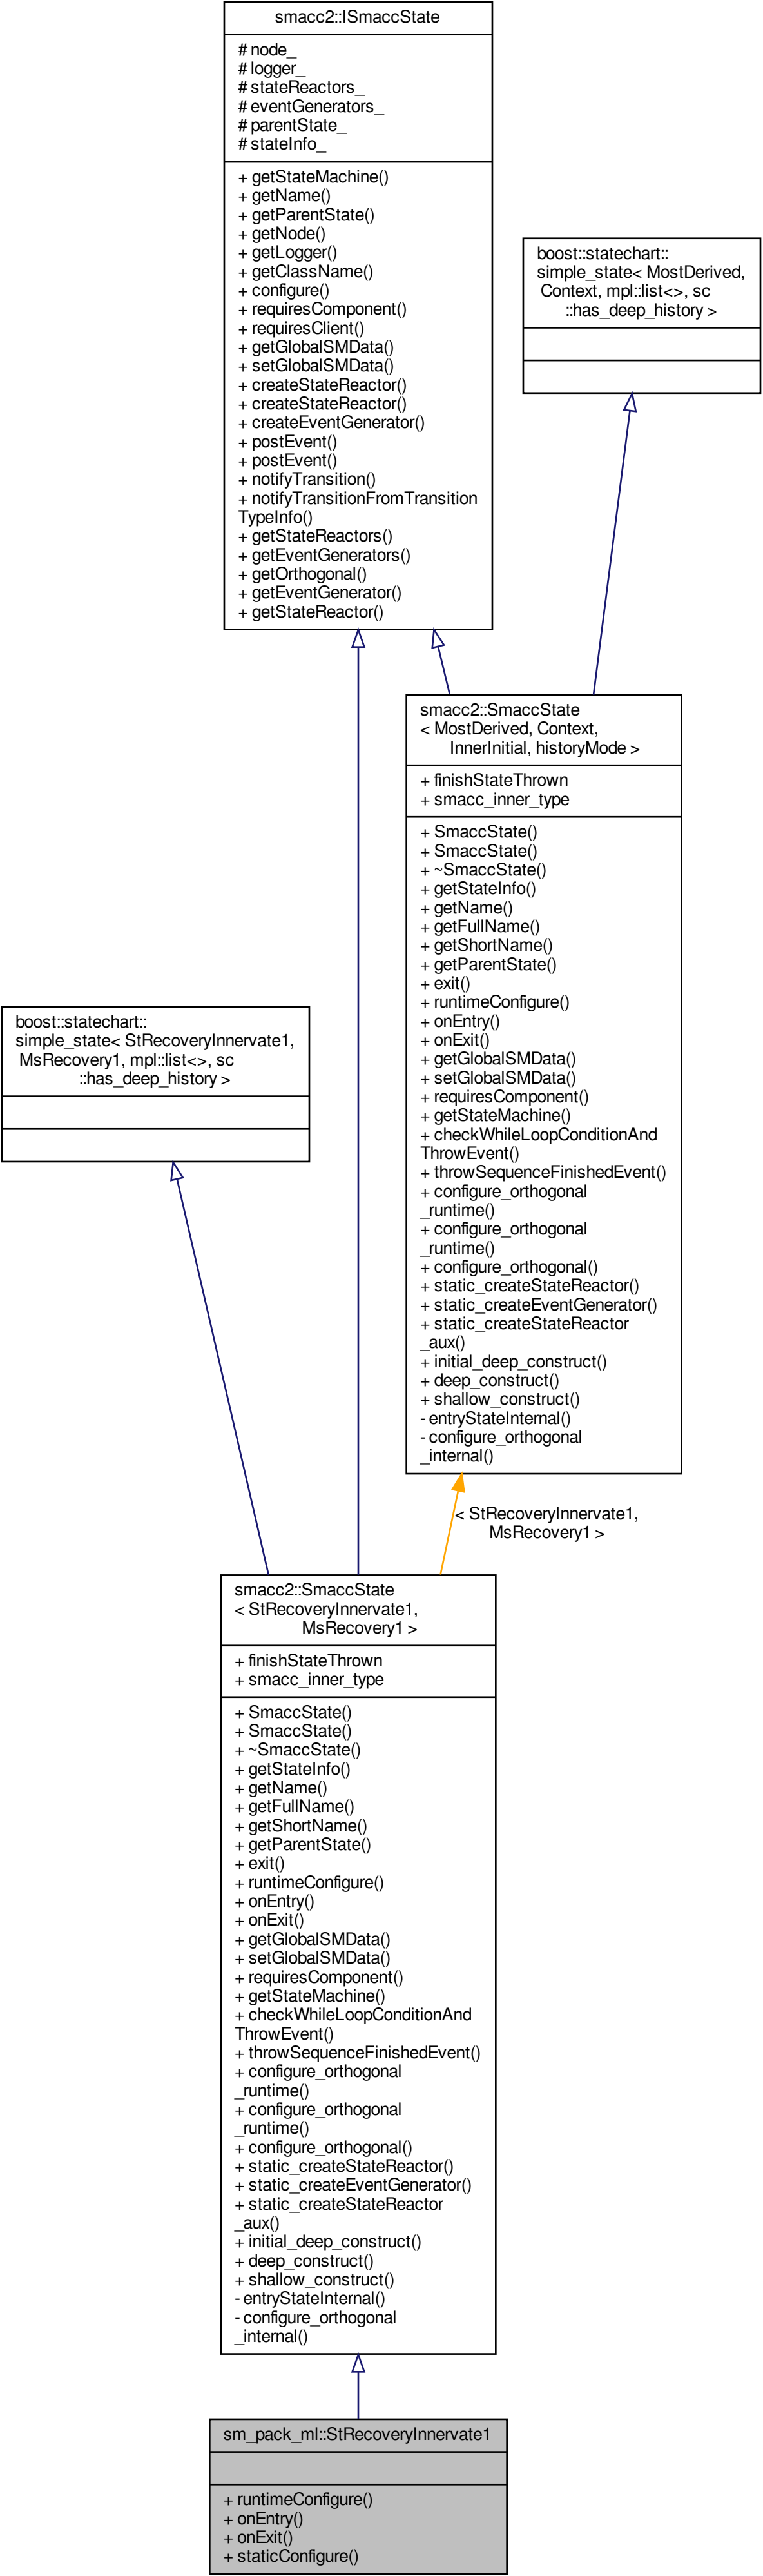 smacc2::ISmaccState
# node_
# logger_
# stateReactors_
# eventGenerators_
# parentState_
# stateInfo_
+ getStateMachine()
+ getName()
+ getParentState()
+ getNode()
+ getLogger()
+ getClassName()
+ configure()
+ requiresComponent()
+ requiresClient()
+ getGlobalSMData()
+ setGlobalSMData()
+ createStateReactor()
+ createStateReactor()
+ createEventGenerator()
+ postEvent()
+ postEvent()
+ notifyTransition()
+ notifyTransitionFromTransition
TypeInfo()
+ getStateReactors()
+ getEventGenerators()
+ getOrthogonal()
+ getEventGenerator()
+ getStateReactor()
boost::statechart::
simple_state< MostDerived,
Context, mpl::list<>, sc
::has_deep_history >
smacc2::SmaccState
< MostDerived, Context,
InnerInitial, historyMode >
+ finishStateThrown
+ smacc_inner_type
+ SmaccState()
+ SmaccState()
+ ~SmaccState()
+ getStateInfo()
+ getName()
+ getFullName()
+ getShortName()
+ getParentState()
+ exit()
+ runtimeConfigure()
+ onEntry()
+ onExit()
+ getGlobalSMData()
+ setGlobalSMData()
+ requiresComponent()
+ getStateMachine()
+ checkWhileLoopConditionAnd
ThrowEvent()
+ throwSequenceFinishedEvent()
+ configure_orthogonal
_runtime()
+ configure_orthogonal
_runtime()
+ configure_orthogonal()
+ static_createStateReactor()
+ static_createEventGenerator()
+ static_createStateReactor
_aux()
+ initial_deep_construct()
+ deep_construct()
+ shallow_construct()
- entryStateInternal()
- configure_orthogonal
_internal()
boost::statechart::
simple_state< StRecoveryInnervate1,
MsRecovery1, mpl::list<>, sc
::has_deep_history >
< StRecoveryInnervate1,
MsRecovery1 >
smacc2::SmaccState
< StRecoveryInnervate1,
MsRecovery1 >
+ finishStateThrown
+ smacc_inner_type
+ SmaccState()
+ SmaccState()
+ ~SmaccState()
+ getStateInfo()
+ getName()
+ getFullName()
+ getShortName()
+ getParentState()
+ exit()
+ runtimeConfigure()
+ onEntry()
+ onExit()
+ getGlobalSMData()
+ setGlobalSMData()
+ requiresComponent()
+ getStateMachine()
+ checkWhileLoopConditionAnd
ThrowEvent()
+ throwSequenceFinishedEvent()
+ configure_orthogonal
_runtime()
+ configure_orthogonal
_runtime()
+ configure_orthogonal()
+ static_createStateReactor()
+ static_createEventGenerator()
+ static_createStateReactor
_aux()
+ initial_deep_construct()
+ deep_construct()
+ shallow_construct()
- entryStateInternal()
- configure_orthogonal
_internal()
sm_pack_ml::StRecoveryInnervate1
+ runtimeConfigure()
+ onEntry()
+ onExit()
+ staticConfigure()